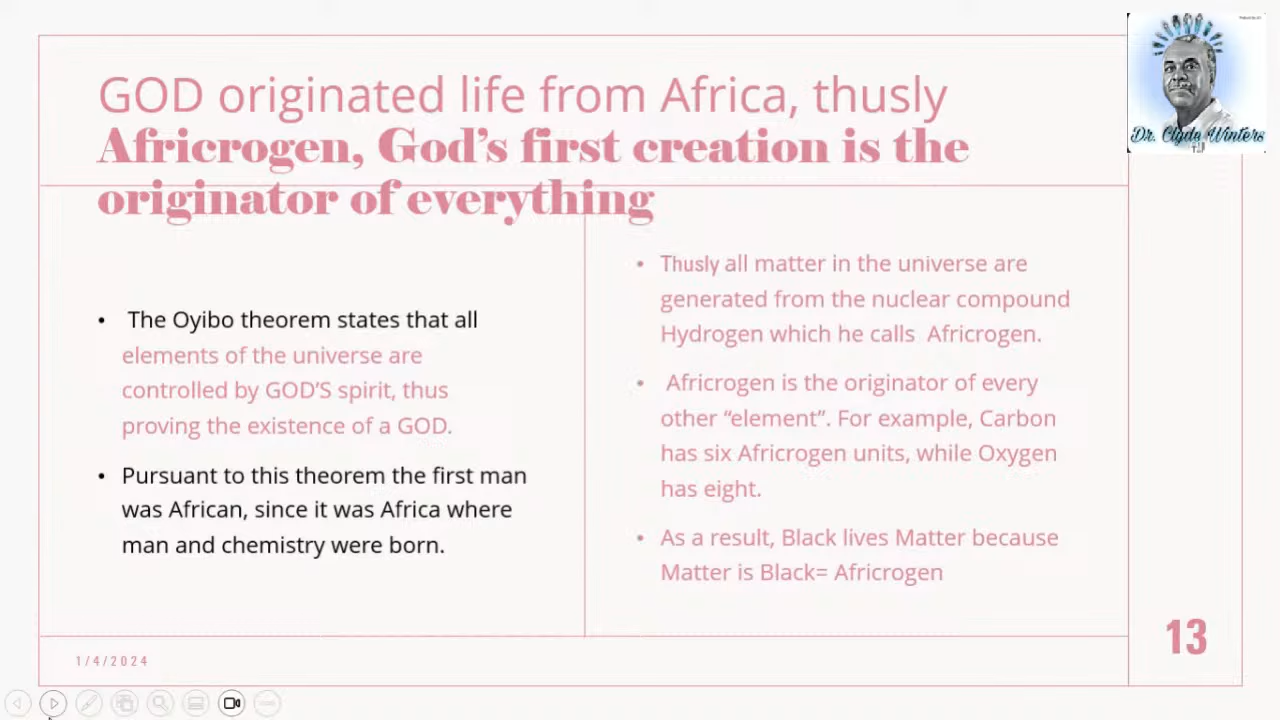 GOD originated life from Africa, thusly
Africrogen, God's first creation is the
originator of everything
Dr. Clyde Winters
• The Oyibo theorem states that all
elements of the universe are
controlled by GOD'S spirit, thus
proving the existence of a GOD.
• Pursuant to this theorem the first man
was African, since it was Africa where
man and chemistry were born.
• Thusly all matter in the universe are
generated from the nuclear compound
Hydrogen which he calls Africrogen.
• Africrogen is the originator of every
other “element”. For example, Carbon
has six Africrogen units, while Oxygen
has eight.
• As a result, Black lives Matter because
Matter is Black= Africrogen
1/4/2024
13